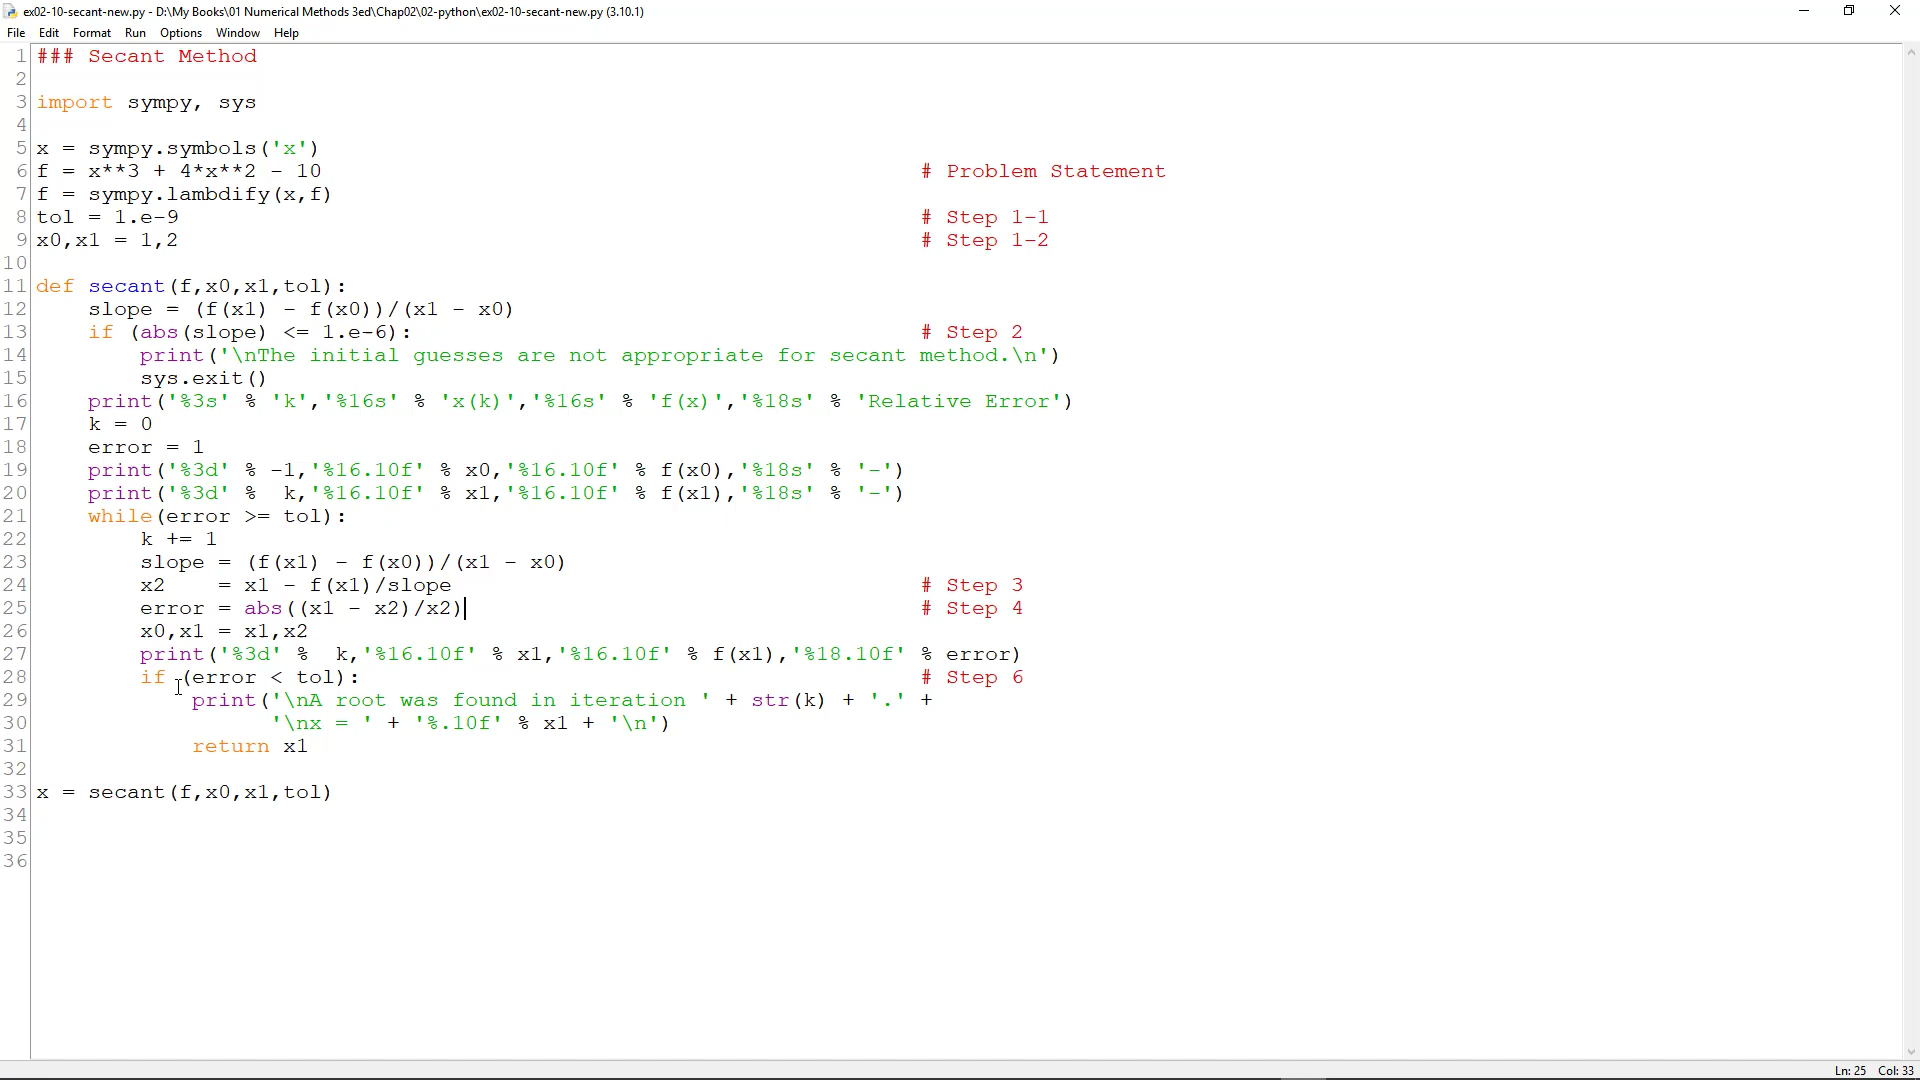 ex02-10-secant-new.py - D:\My Books\01 Numerical Methods 3ed\Chap02\02-python\ex02-10-secant-new.py (3.10.1)
File Edit Format Run Options Window Help
1 ### Secant Method
2
3 import sympy, sys
4
5 x = sympy.symbols('x')
6 f = x**3 + 4*x**2 - 10 # Problem Statement
7 f = sympy.lambdify(x,f)
8 tol = 1.e-9 # Step 1-1
9 x0,x1 = 1,2 # Step 1-2
10
11 def secant(f,x0,x1,tol):
12     slope = (f(x1) - f(x0))/(x1 - x0)
13     if (abs(slope) <= 1.e-6): # Step 2
14         print('\nThe initial guesses are not appropriate for secant method.\n')
15         sys.exit()
16     print('%3s' % 'k','%16s' % 'x(k)','%16s' % 'f(x)','%18s' % 'Relative Error')
17     k = 0
18     error = 1
19     print('%3d' % -1,'%16.10f' % x0,'%16.10f' % f(x0),'%18s' % '-')
20     print('%3d' %  k,'%16.10f' % x1,'%16.10f' % f(x1),'%18s' % '-')
21     while(error >= tol):
22         k += 1
23         slope = (f(x1) - f(x0))/(x1 - x0)
24         x2    = x1 - f(x1)/slope # Step 3
25         error = abs((x1 - x2)/x2) # Step 4
26         x0,x1 = x1,x2
27         print('%3d' %  k,'%16.10f' % x1,'%16.10f' % f(x1),'%18.10f' % error)
28         if (error < tol): # Step 6
29             print('\nA root was found in iteration ' + str(k) + '.' +
30                   '\nx = ' + '%.10f' % x1 + '\n')
31             return x1
32
33 x = secant(f,x0,x1,tol)
34
35
36
Ln: 25 Col: 33